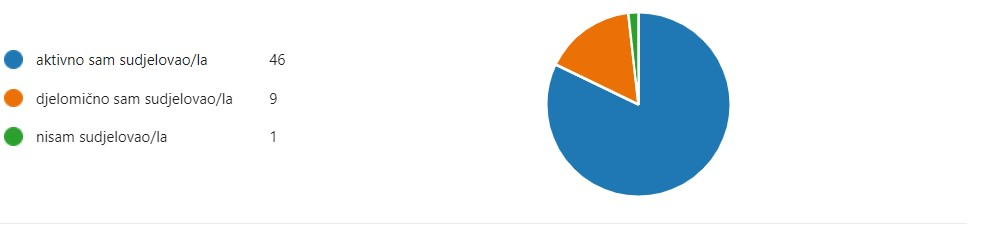 aktivno sam sudjelovao/la 46
djelomično sam sudjelovao/la 9
nisam sudjelovao/la 1